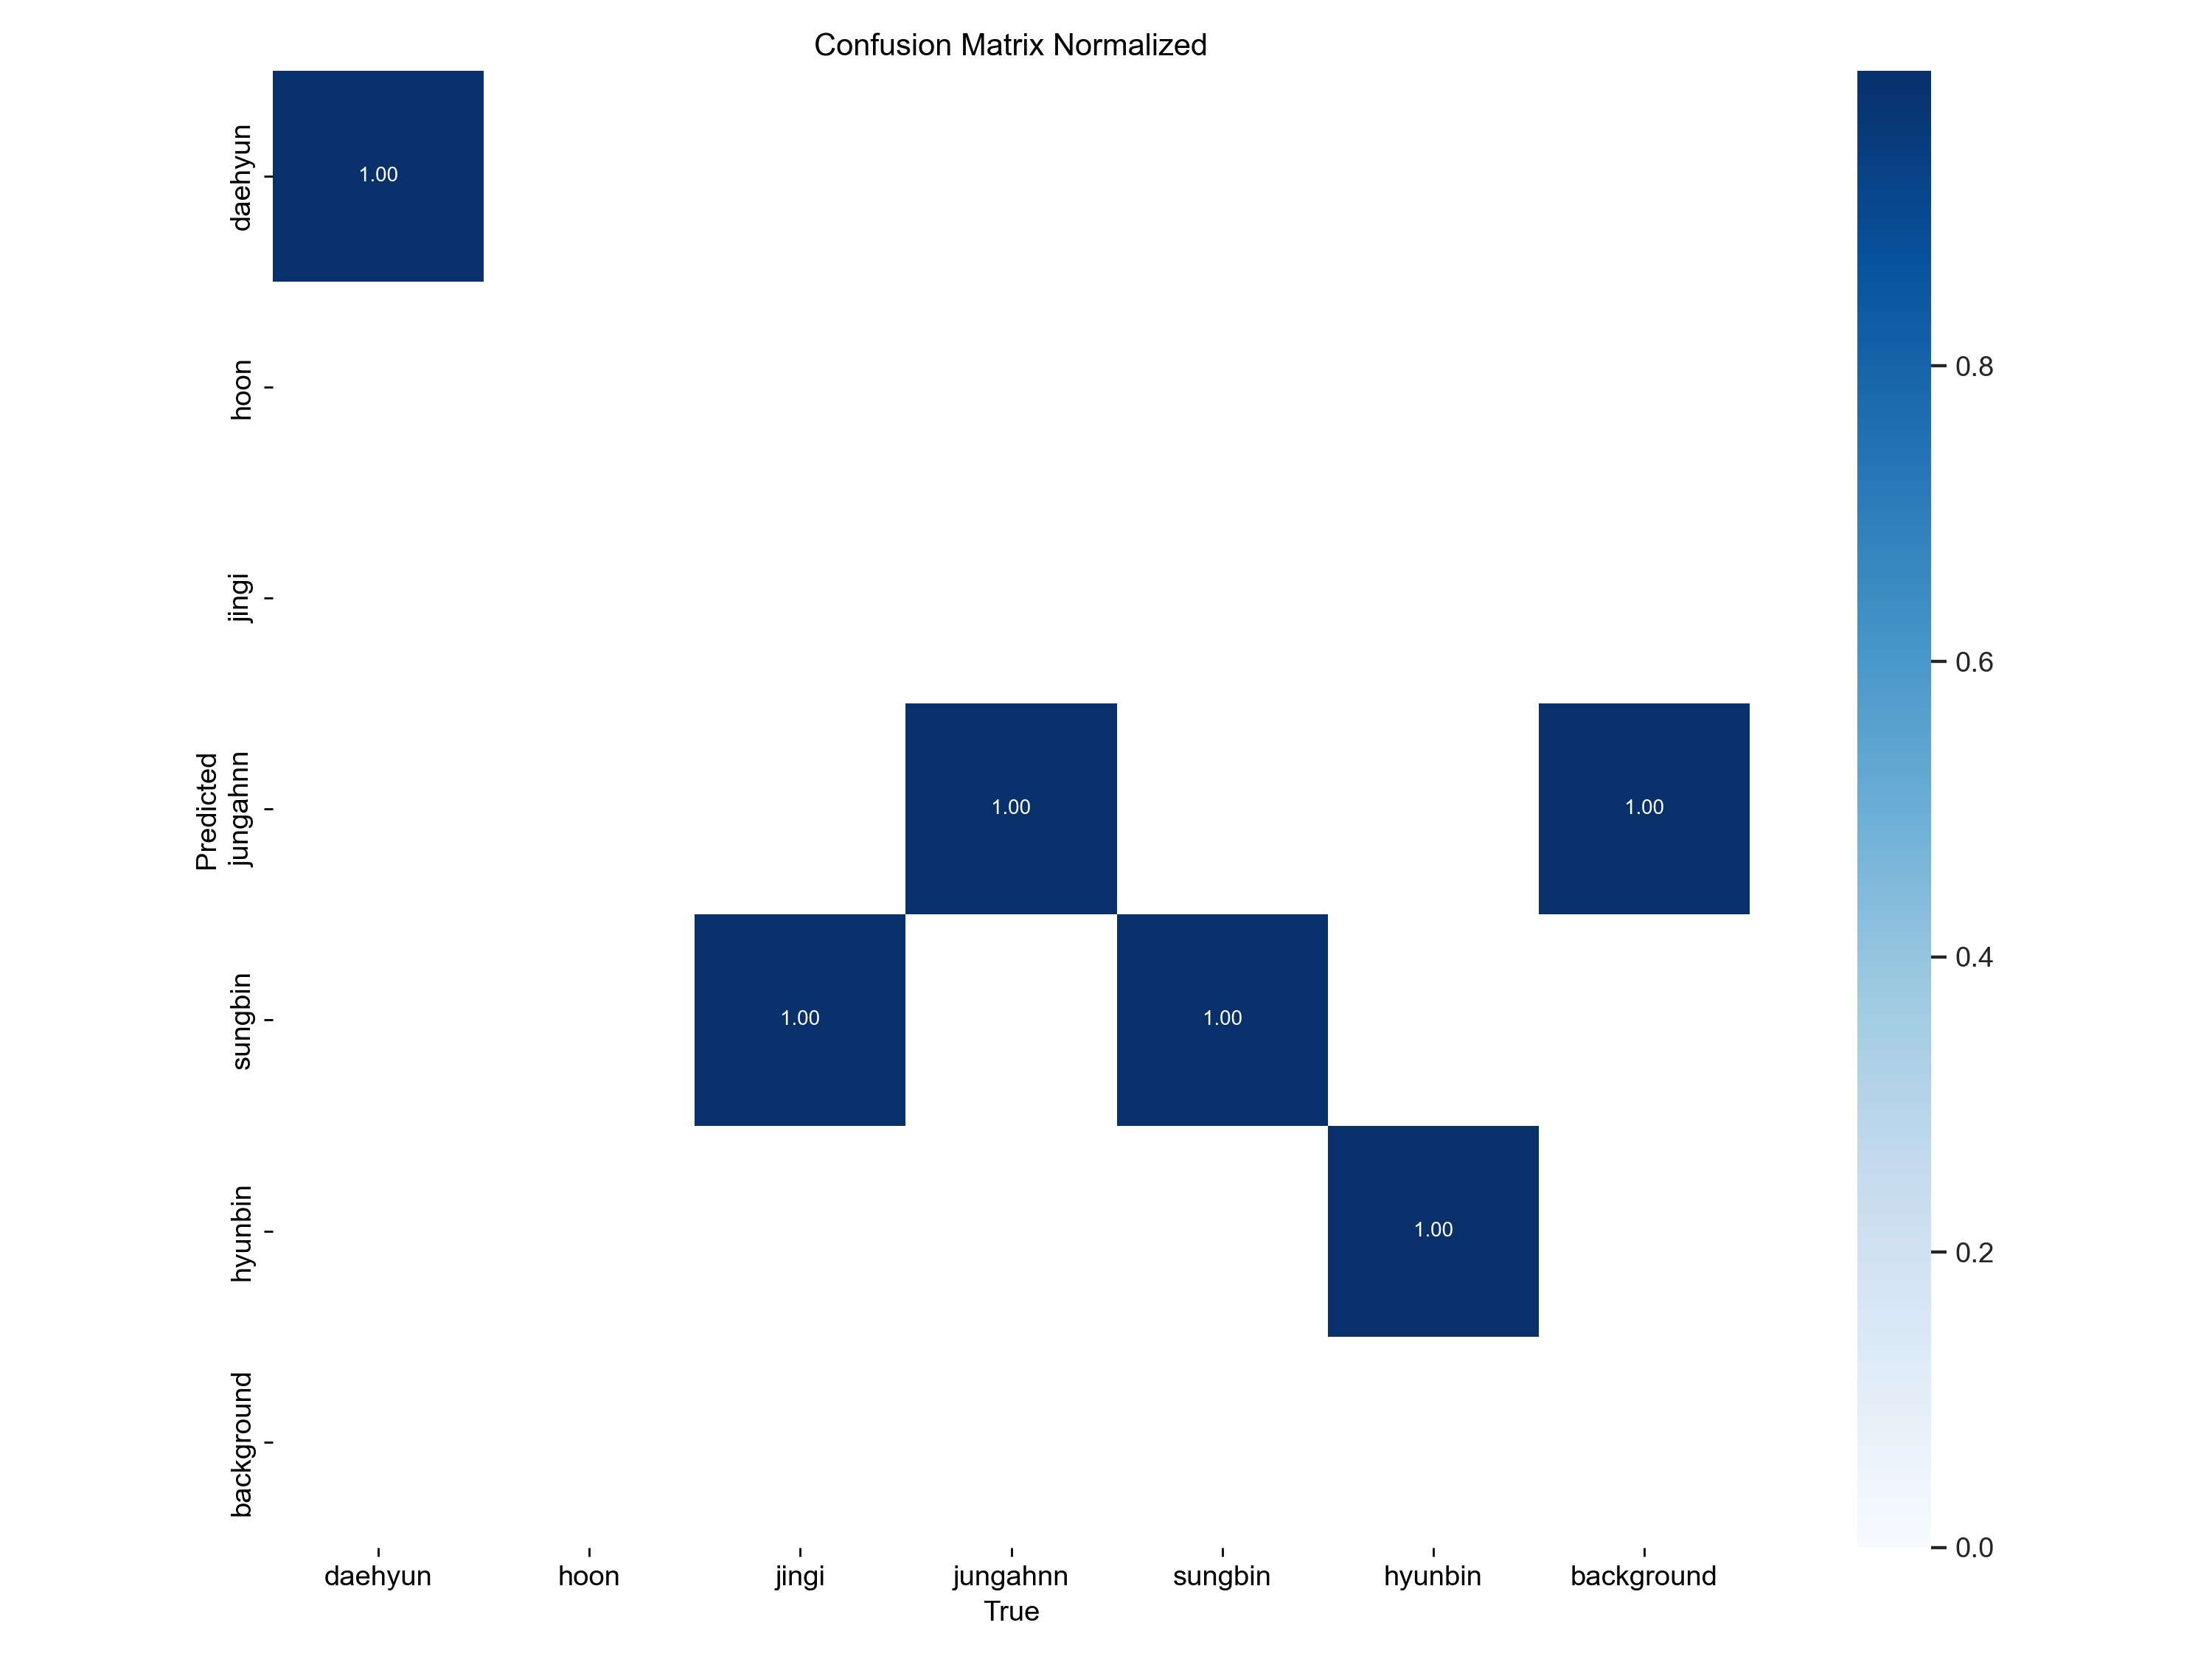 Confusion Matrix Normalized
daehyun
1.00
hoon
jingi
Predicted
jungahnn
1.00
1.00
sungbin
1.00
1.00
hyunbin
1.00
background
daehyun
hoon
jingi
jungahnn
sungbin
hyunbin
background
True
0.8
0.6
0.4
0.2
0.0